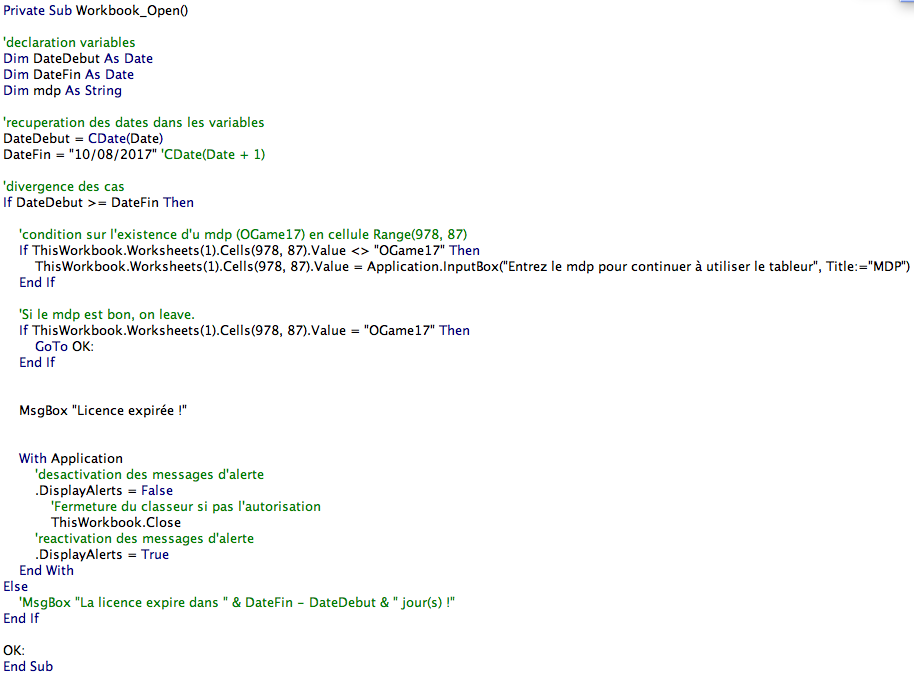 Private Sub Workbook_Open()
'declaration variables
Dim DateDebut As Date
Dim DateFin As Date
Dim mdp As String
'recuperation des dates dans les variables
DateDebut = CDate(Date)
DateFin = "10/08/2017" 'CDate(Date + 1)
'divergence des cas
If DateDebut >= DateFin Then
'condition sur l'existence d'u mdp (OGame17) en cellule Range(978, 87)
If ThisWorkbook.Worksheets(1).Cells(978, 87).Value <> "OGame17" Then
ThisWorkbook.Worksheets(1).Cells(978, 87).Value = Application.InputBox("Entrez le mdp pour continuer à utiliser le tableur", Title:="MDP")
End If
'Si le mdp est bon, on leave.
If ThisWorkbook.Worksheets(1).Cells(978, 87).Value = "OGame17" Then
GoTo OK:
End If
MsgBox "Licence expirée !"
With Application
'desactivation des messages d'alerte
.DisplayAlerts = False
'Fermeture du classeur si pas l'autorisation
ThisWorkbook.Close
'reactivation des messages d'alerte
.DisplayAlerts = True
End With
Else
'MsgBox "La licence expire dans " & DateFin - DateDebut & " jour(s) !"
End If
OK:
End Sub